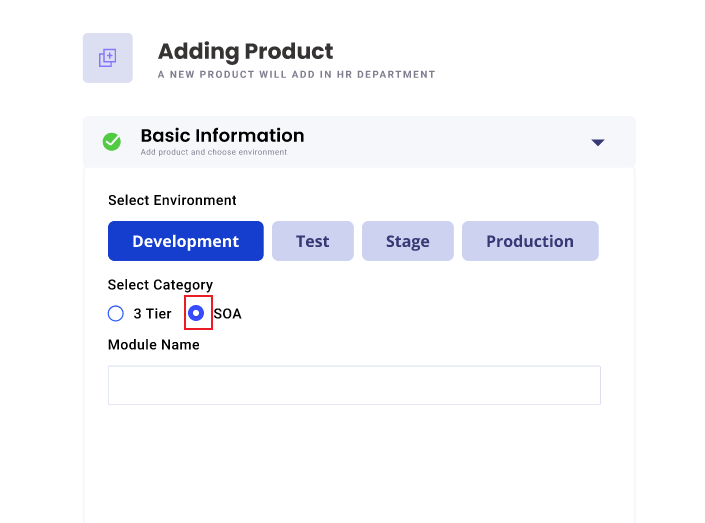 Adding Product
A NEW PRODUCT WILL ADD IN HR DEPARTMENT
Basic Information
Add product and choose environment
Select Environment
Development Test Stage Production
Select Category
3 Tier SOA
Module Name